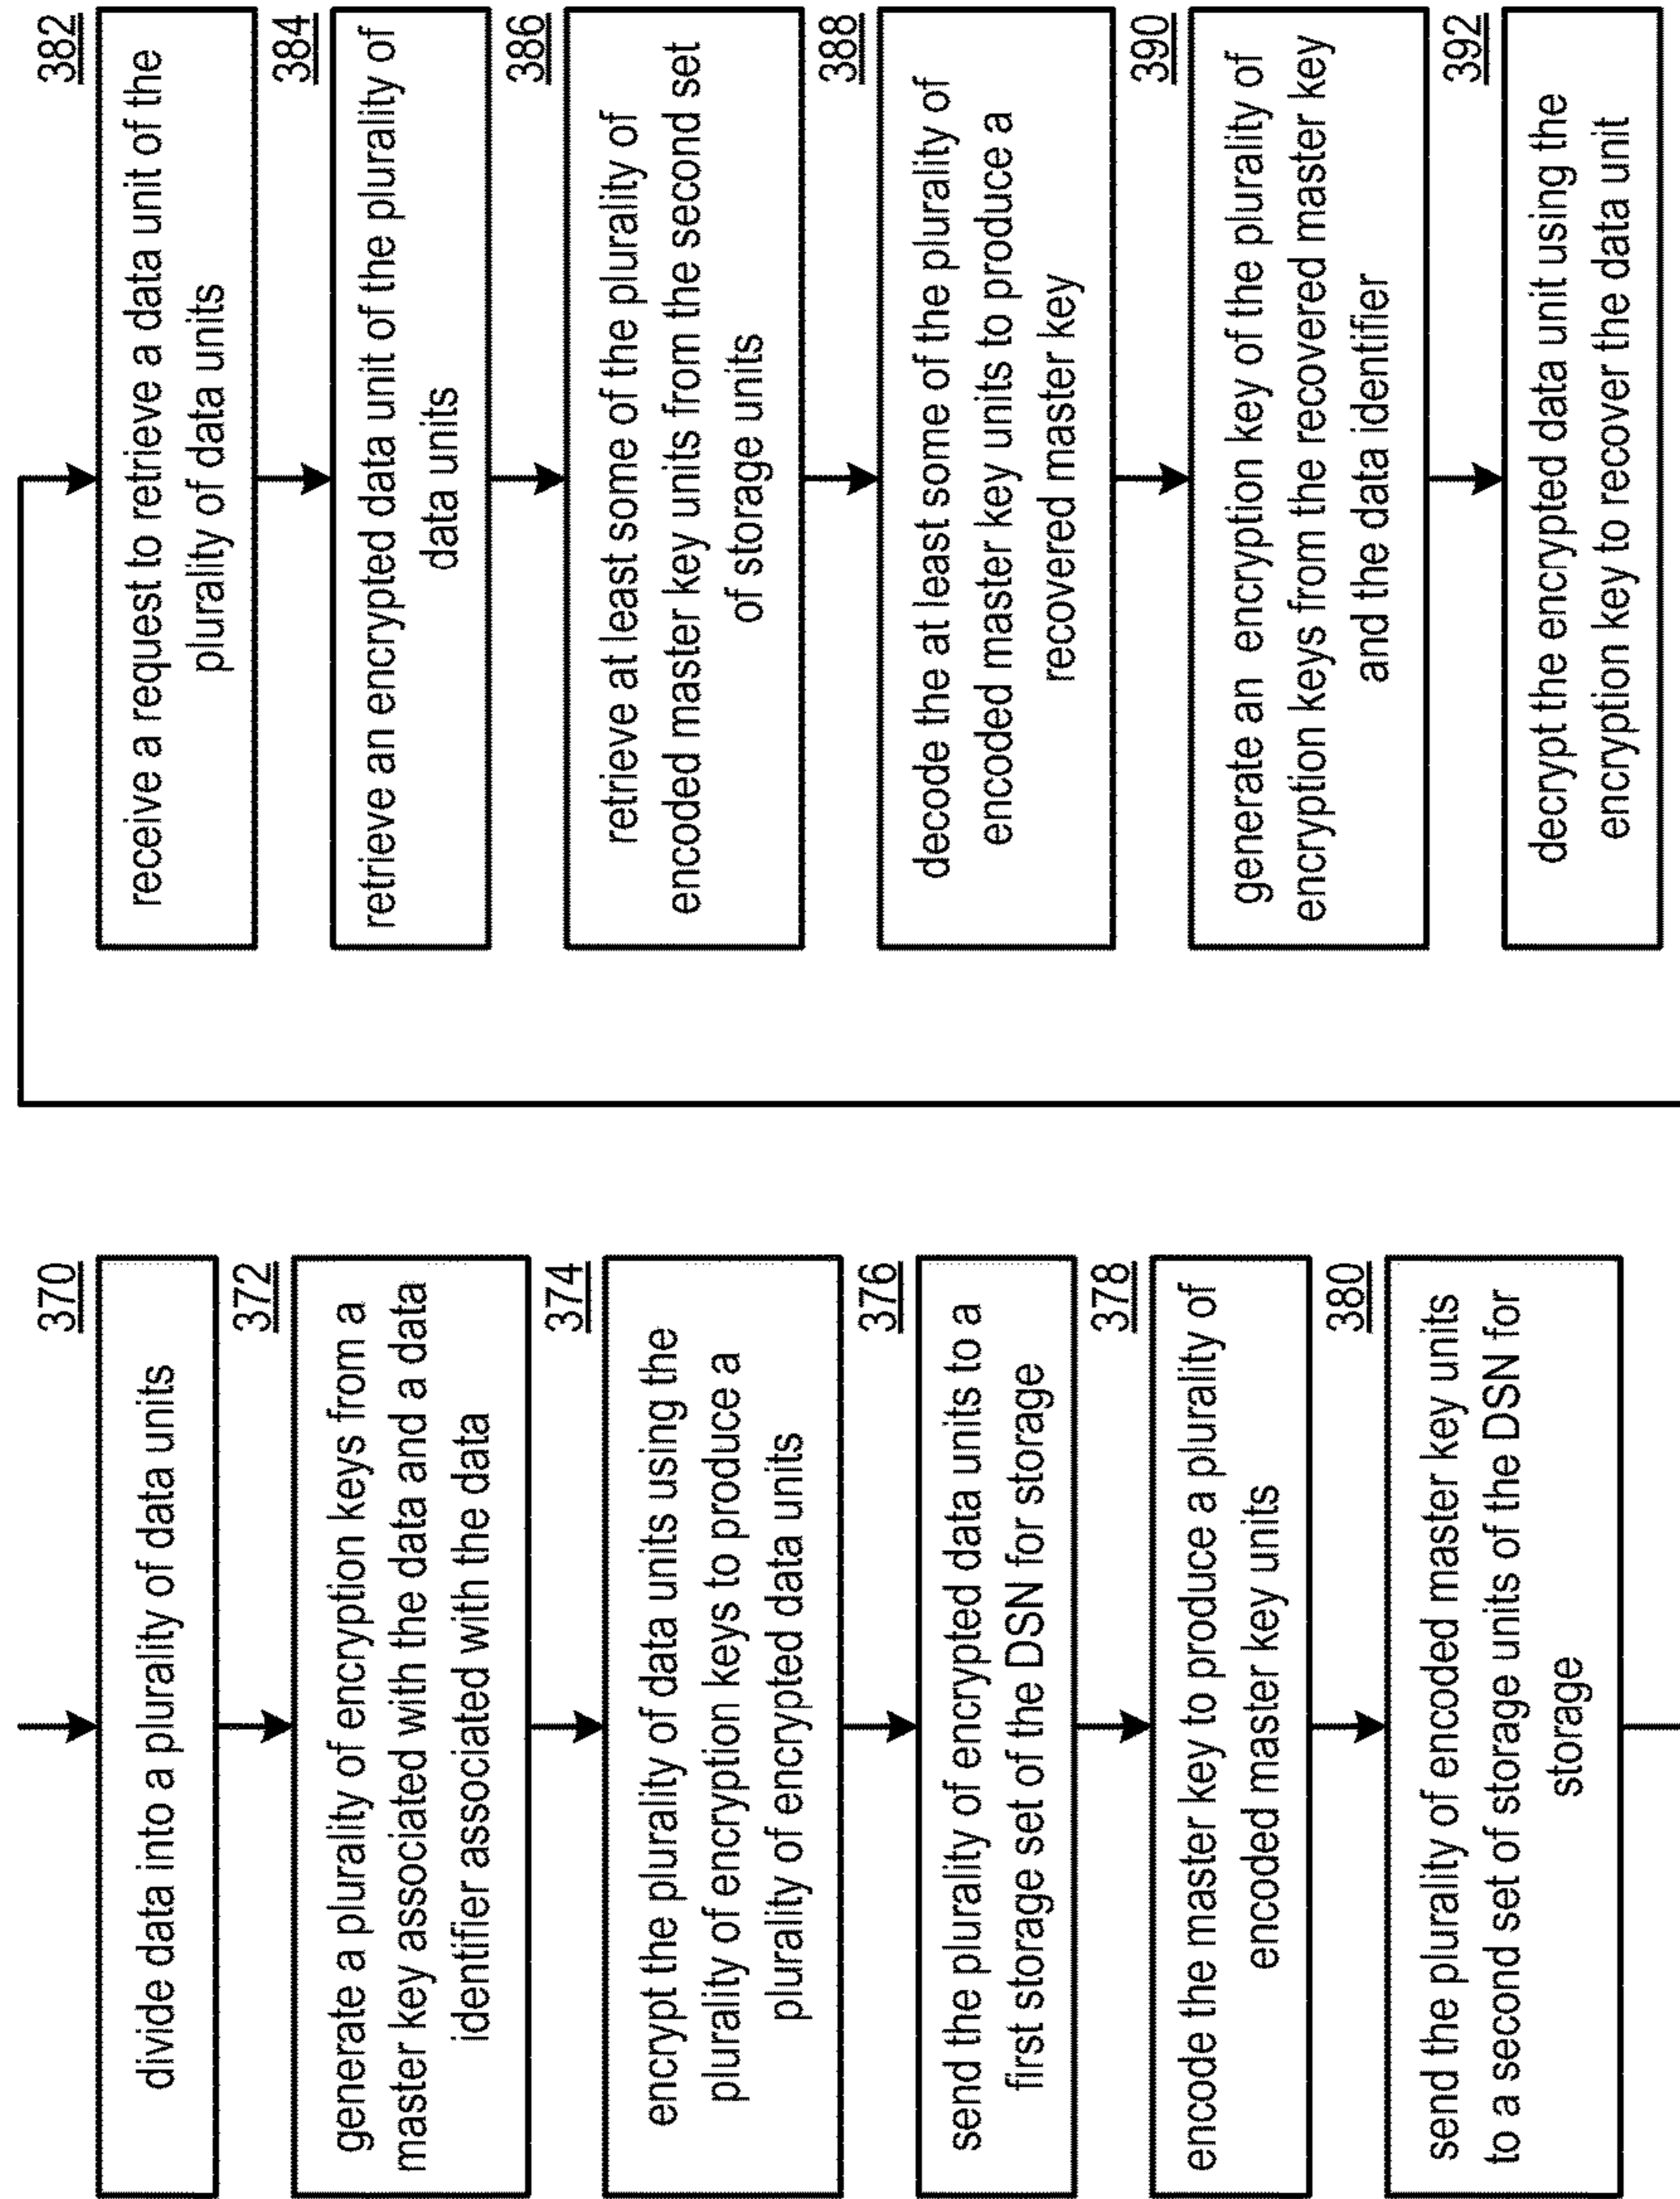 370
divide data into a plurality of data units
372
generate a plurality of encryption keys from a
master key associated with the data and a data
identifier associated with the data
374
encrypt the plurality of data units using the
plurality of encryption keys to produce a
plurality of encrypted data units
376
send the plurality of encrypted data units to a
first storage set of the DSN for storage
378
encode the master key to produce a plurality of
encoded master key units
380
send the plurality of encoded master key units
to a second set of storage units of the DSN for
storage
382
receive a request to retrieve a data unit of the
plurality of data units
384
retrieve an encrypted data unit of the plurality of
data units
386
retrieve at least some of the plurality of
encoded master key units from the second set
of storage units
388
decode the at least some of the plurality of
encoded master key units to produce a
recovered master key
390
generate an encryption key of the plurality of
encryption keys from the recovered master key
and the data identifier
392
decrypt the encrypted data unit using the
encryption key to recover the data unit